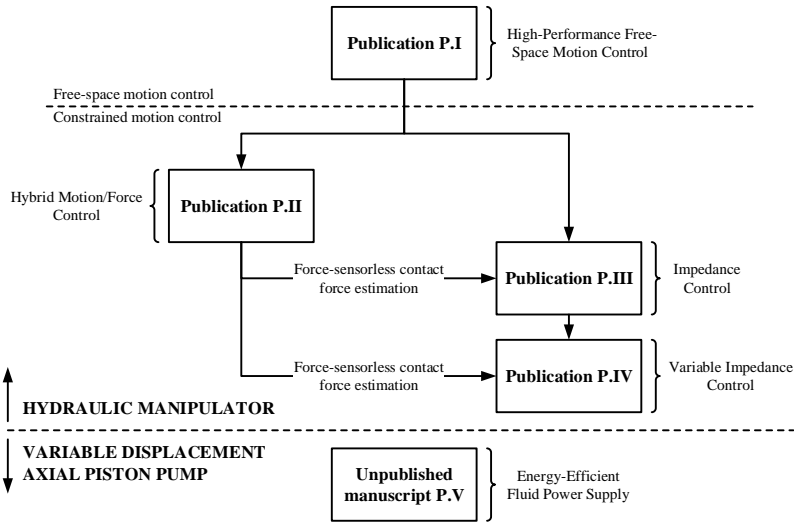 Publication P.I
High-Performance Free-
Space Motion Control
Free-space motion control
Constrained motion control
Hybrid Motion/Force
Control
Publication P.II
Force-sensorless contact
force estimation
Publication P.III
Impedance
Control
Force-sensorless contact
force estimation
Publication P.IV
Variable Impedance
Control
HYDRAULIC MANIPULATOR
VARIABLE DISPLACEMENT
AXIAL PISTON PUMP
Unpublished
manuscript P.V
Energy-Efficient
Fluid Power Supply